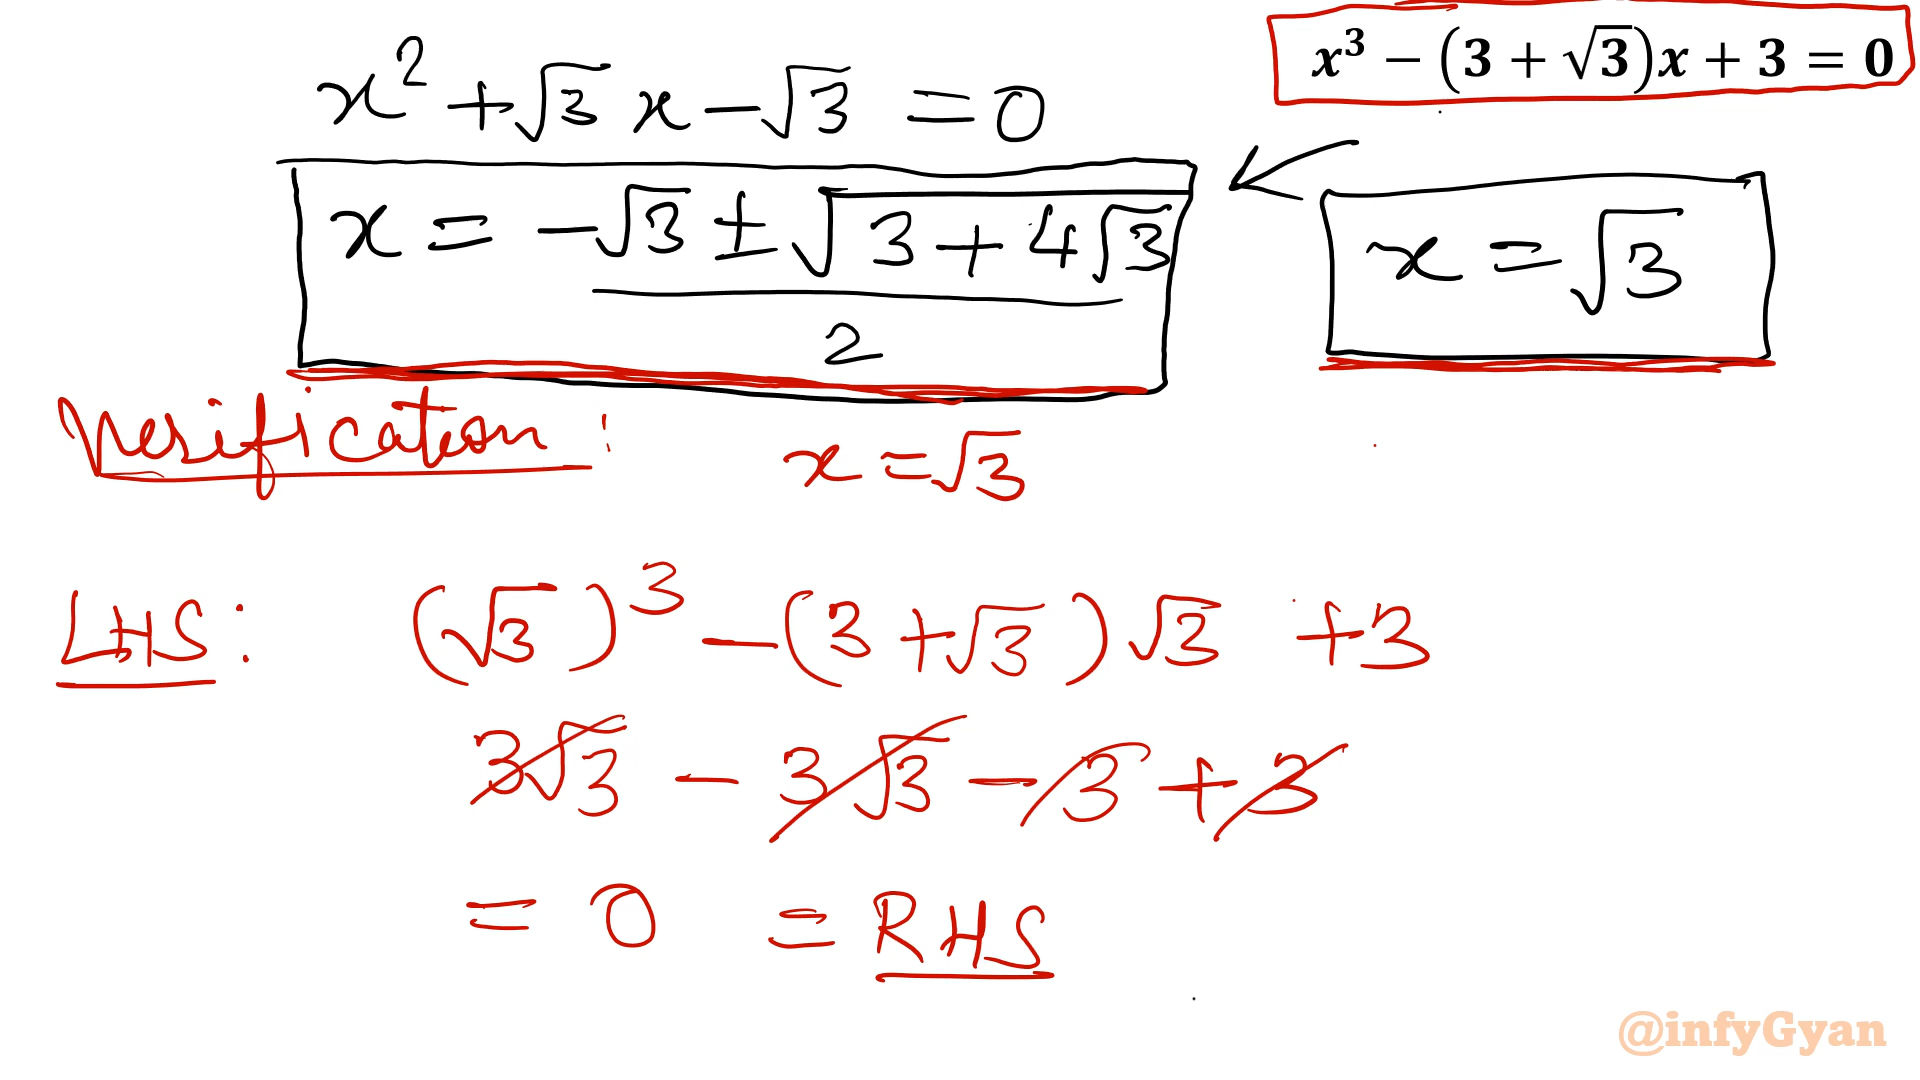 x³ − (3 + √3)x + 3 = 0
x² + √3 x − √3 = 0
x = (−√3 ± √(3 + 4√3)) / 2
x = √3
Verification :
x = √3
LHS : (√3)³ − (3 + √3) √3 + 3
3√3 − 3√3 − 3 + 3
= 0 = RHS
@infyGyan